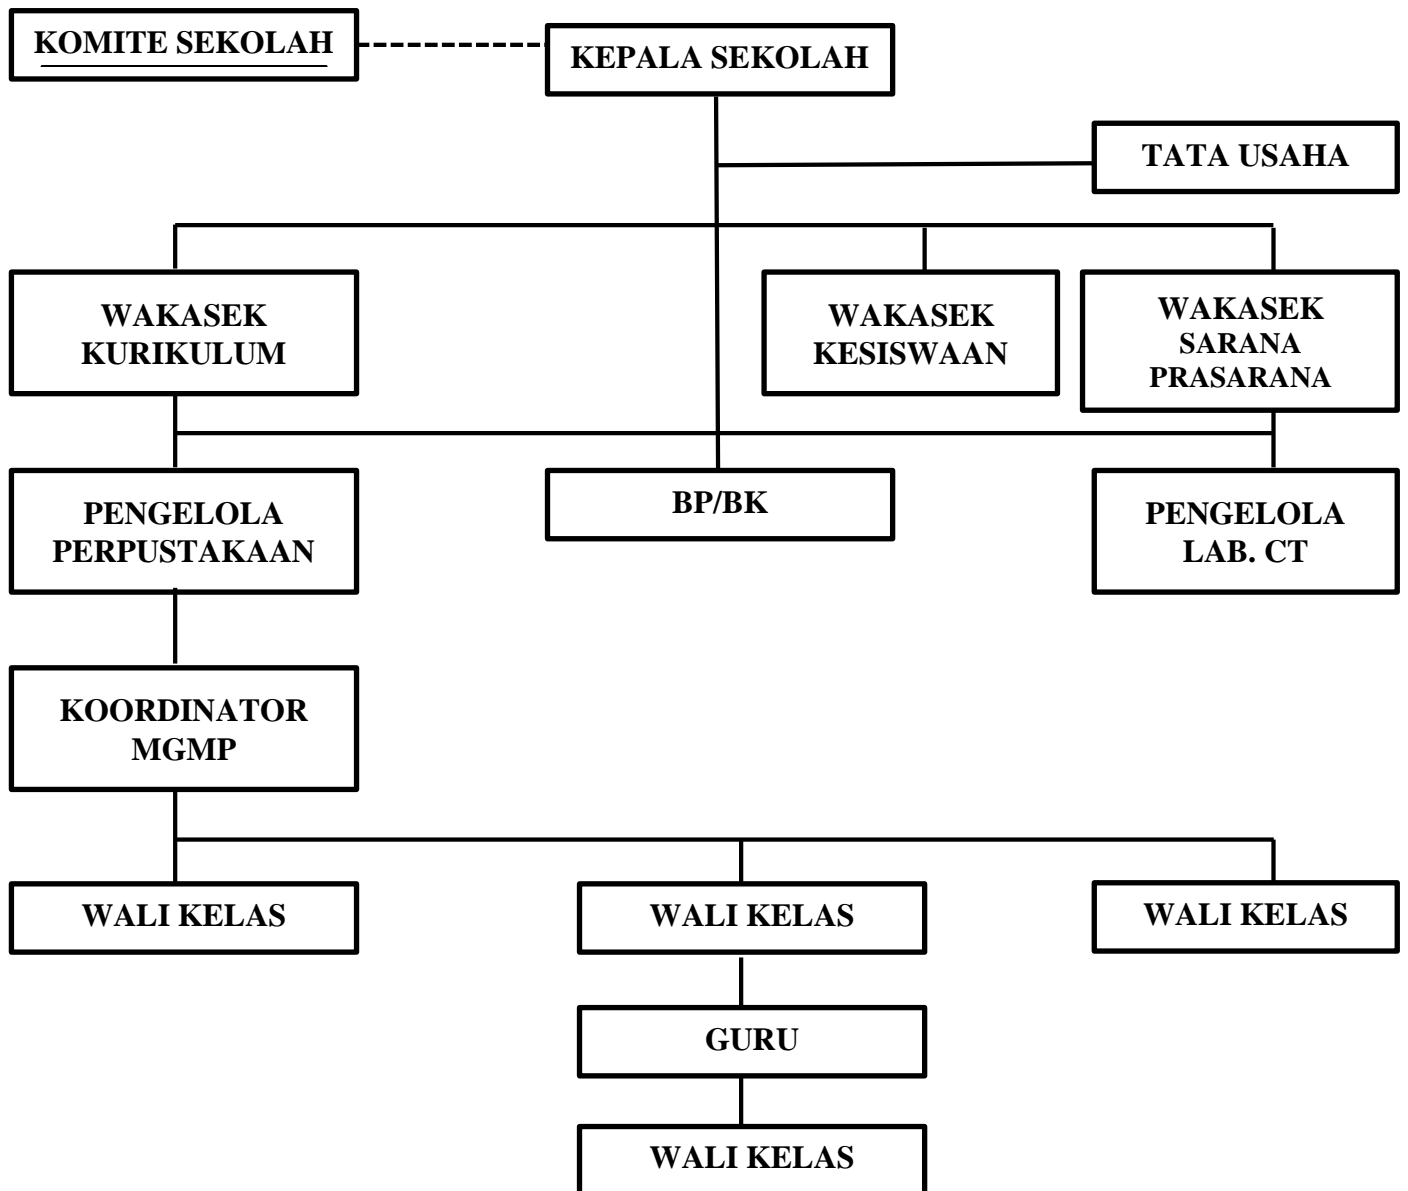 KOMITE SEKOLAH
KEPALA SEKOLAH
TATA USAHA
WAKASEK
KURIKULUM
WAKASEK
KESISWAAN
WAKASEK
SARANA
PRASARANA
PENGELOLA
PERPUSTAKAAN
BP/BK
PENGELOLA
LAB. CT
KOORDINATOR
MGMP
WALI KELAS
WALI KELAS
WALI KELAS
GURU
WALI KELAS